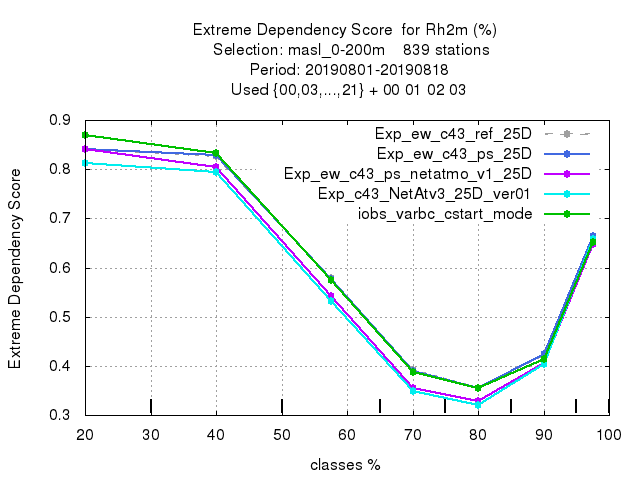 Extreme Dependency Score  for Rh2m (%)
Selection: masl_0-200m    839 stations
Period: 20190801-20190818
Used {00,03,...,21} + 00 01 02 03
Exp_ew_c43_ref_25D
Exp_ew_c43_ps_25D
Exp_ew_c43_ps_netatmo_v1_25D
Exp_c43_NetAtv3_25D_ver01
iobs_varbc_cstart_mode
Extreme Dependency Score
0.9
0.8
0.7
0.6
0.5
0.4
0.3
20 30 40 50 60 70 80 90 100
classes %